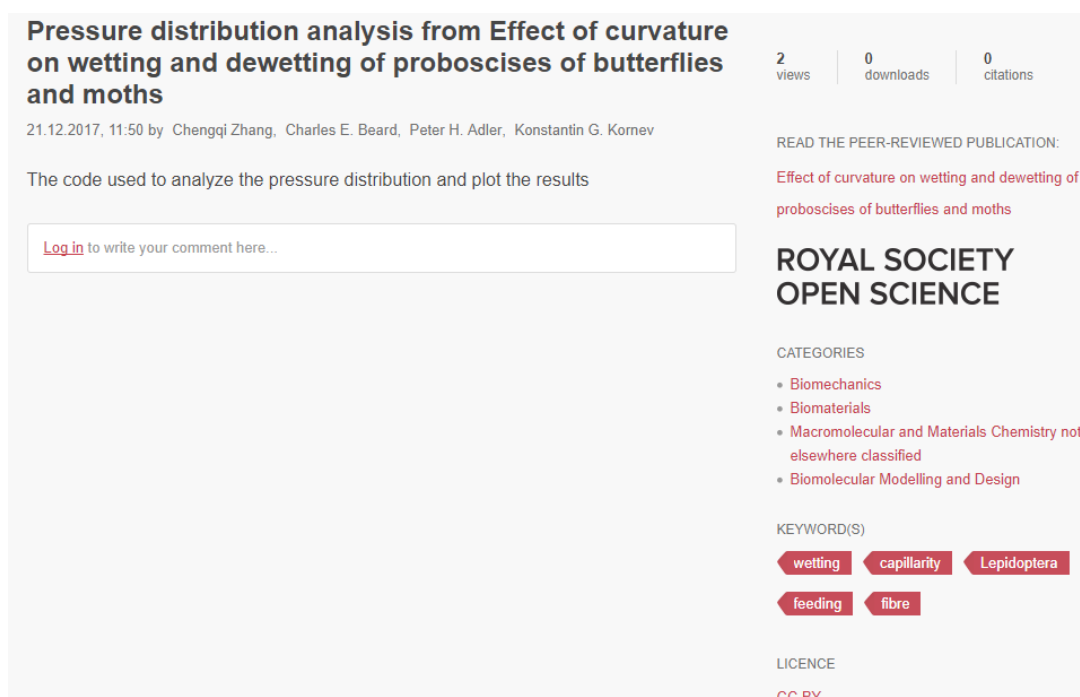 Pressure distribution analysis from Effect of curvature
on wetting and dewetting of proboscises of butterflies
and moths
21.12.2017, 11:50 by Chengqi Zhang, Charles E. Beard, Peter H. Adler, Konstantin G. Kornev
The code used to analyze the pressure distribution and plot the results
Log in to write your comment here...
2 0 0
views downloads citations
READ THE PEER-REVIEWED PUBLICATION:
Effect of curvature on wetting and dewetting of
proboscises of butterflies and moths
ROYAL SOCIETY
OPEN SCIENCE
CATEGORIES
• Biomechanics
• Biomaterials
• Macromolecular and Materials Chemistry not
elsewhere classified
• Biomolecular Modelling and Design
KEYWORD(S)
wetting capillarity Lepidoptera
feeding fibre
LICENCE
CC BY